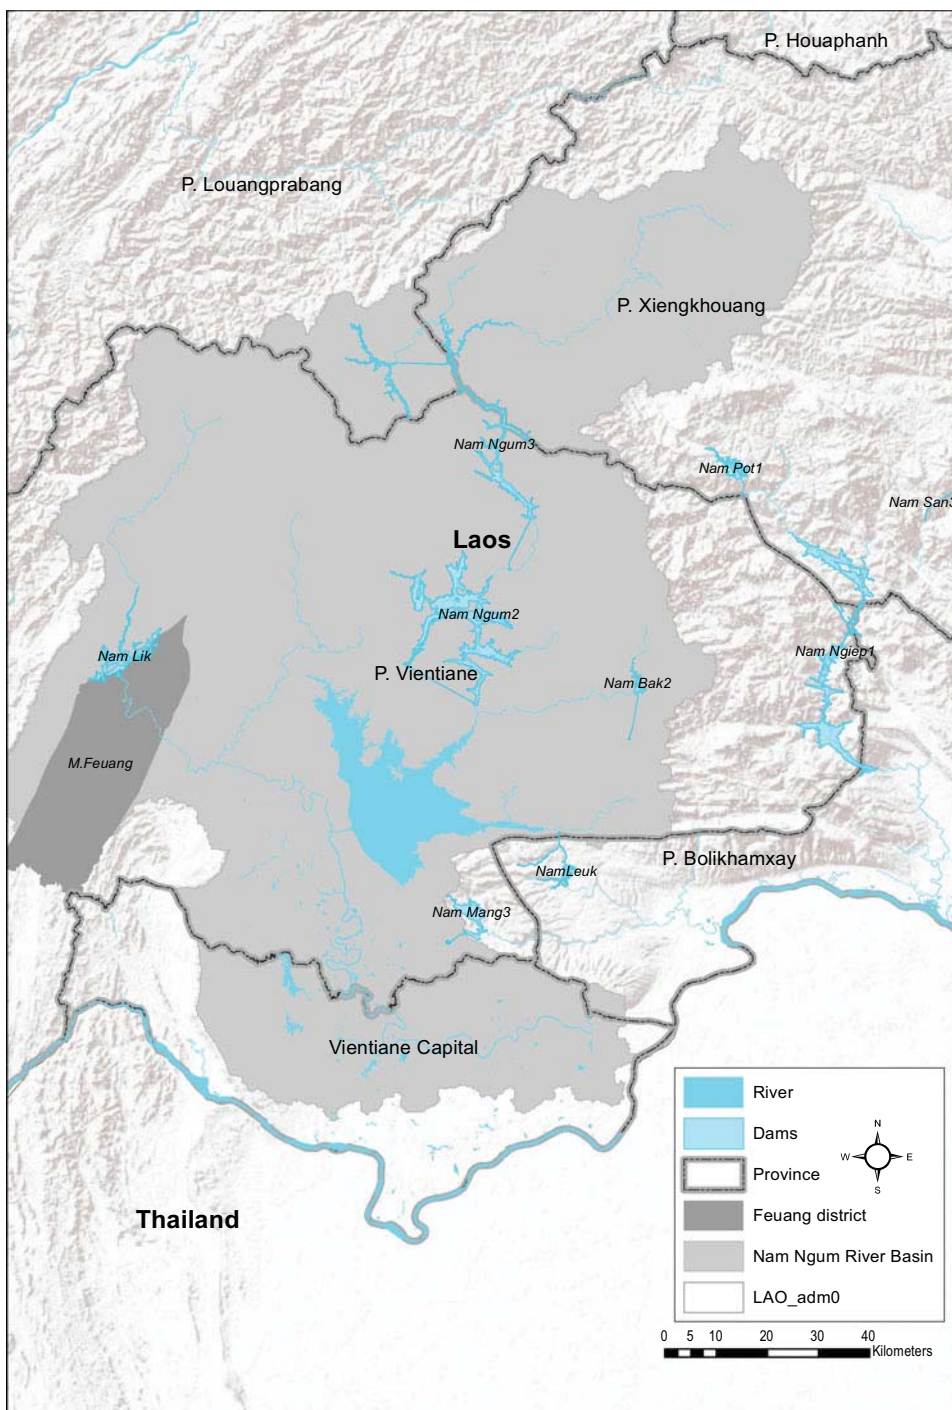 P. Houaphanh
P. Louangprabang
P. Xiengkhouang
Nam Ngum3
Nam Pot1
Nam San3
Laos
Nam Ngum2
Nam Lik
Nam Ngiep1
P. Vientiane
Nam Bak2
M.Feuang
P. Bolikhamxay
NamLeuk
Nam Mang3
Vientiane Capital
River
Dams
Province
Feuang district
Nam Ngum River Basin
LAO_adm0
N
W E
S
Thailand
0 5 10 20 30 40
Kilometers